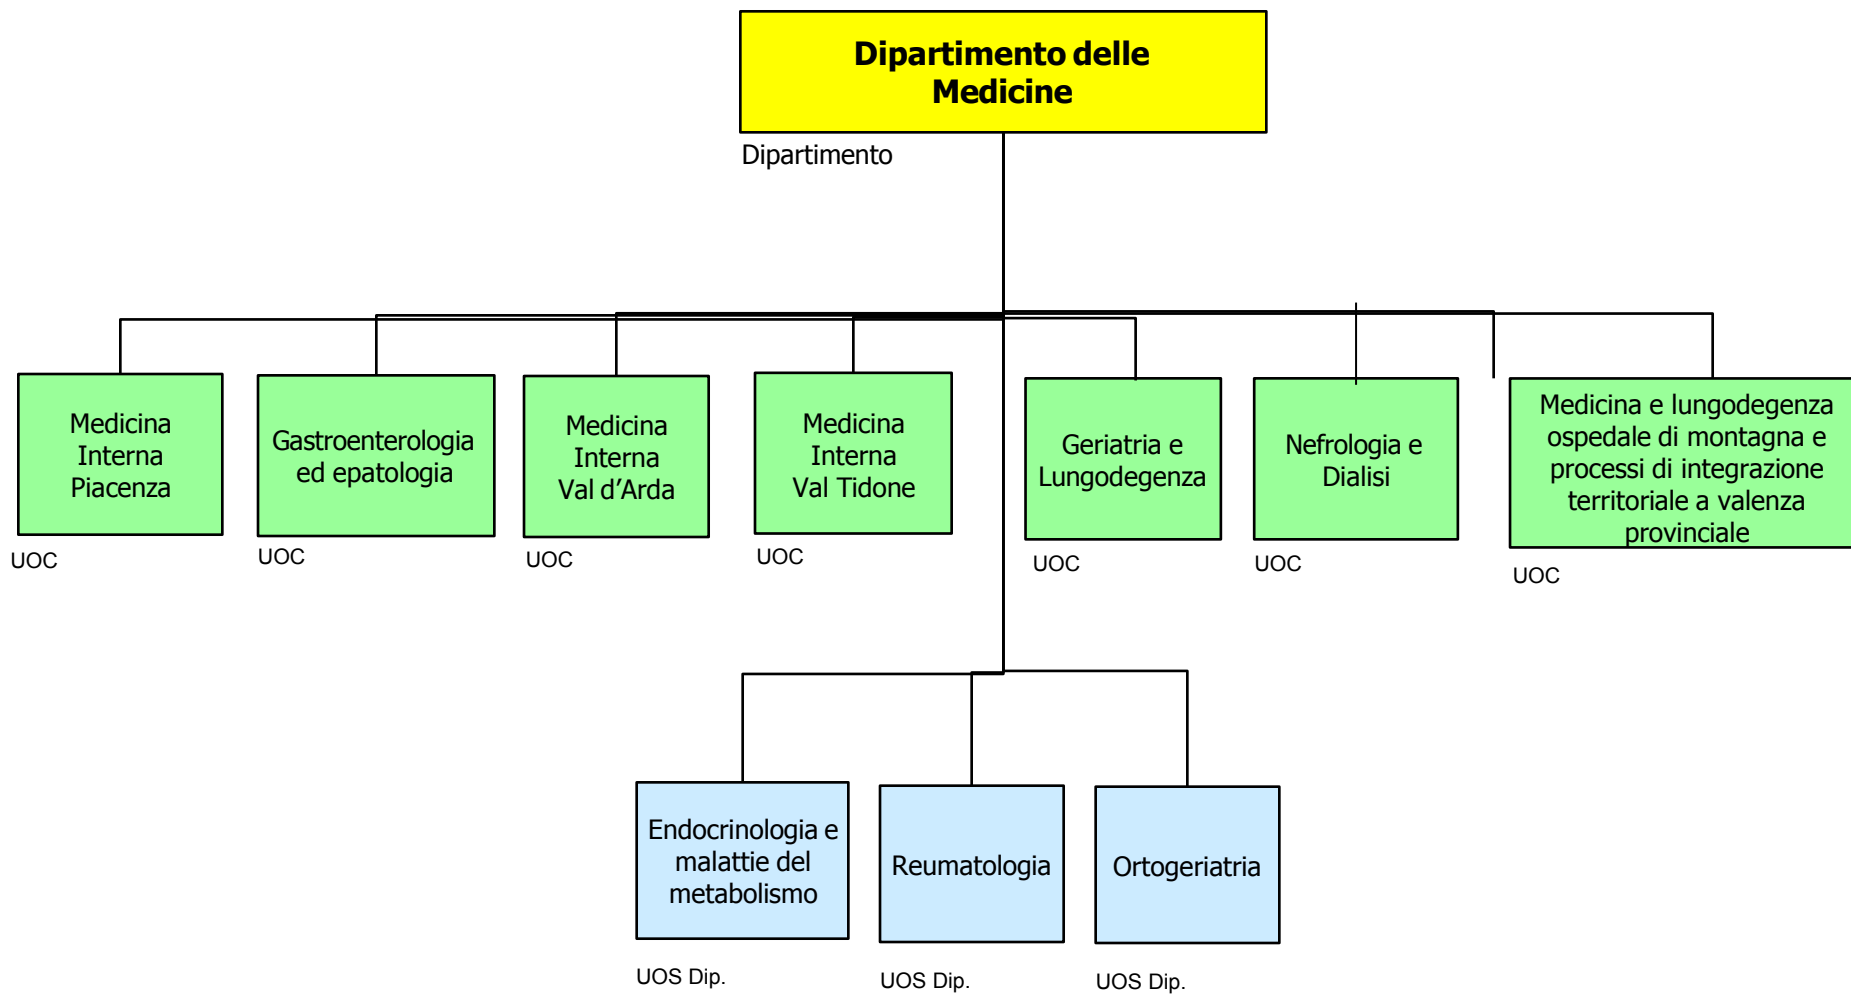 Dipartimento delle
Medicine
Dipartimento
Medicina
Interna
Piacenza
UOC
Gastroenterologia
ed epatologia
UOC
Medicina
Interna
Val d’Arda
UOC
Medicina
Interna
Val Tidone
UOC
Geriatria e
Lungodegenza
UOC
Nefrologia e
Dialisi
UOC
Medicina e lungodegenza
ospedale di montagna e
processi di integrazione
territoriale a valenza
provinciale
UOC
Endocrinologia e
malattie del
metabolismo
UOS Dip.
Reumatologia
UOS Dip.
Ortogeriatria
UOS Dip.